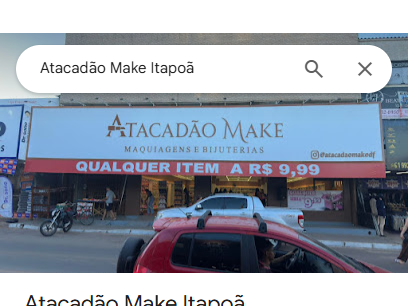 Atacadão Make Itapoã
ATACADÃO MAKE
MAQUIAGENS E BIJUTERIAS
@atacadaomakedf
QUALQUER ITEM A R$ 9,99
Atacadão Make Itapoã